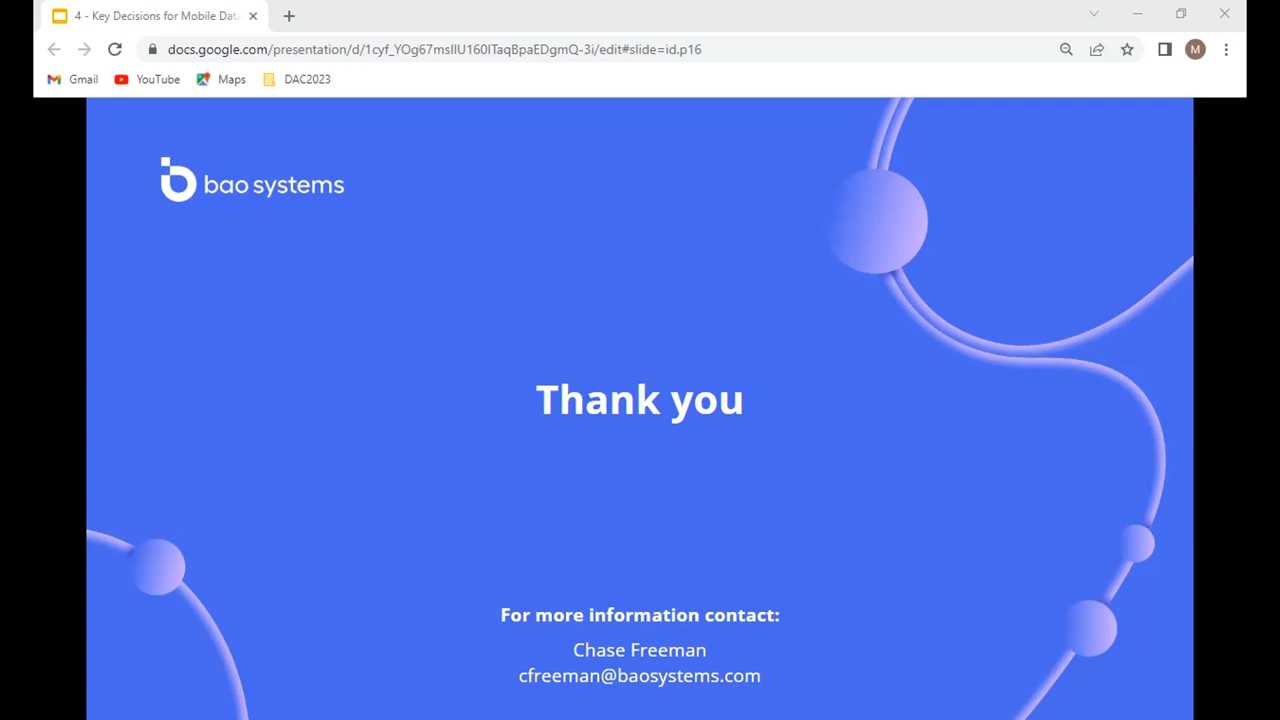 4 - Key Decisions for Mobile Data
docs.google.com/presentation/d/1cyf_YOg67msIlU160ITaqBpaEDgmQ-3i/edit#slide=id.p16
M
Gmail YouTube Maps DAC2023
bao systems
Thank you
For more information contact:
Chase Freeman
cfreeman@baosystems.com